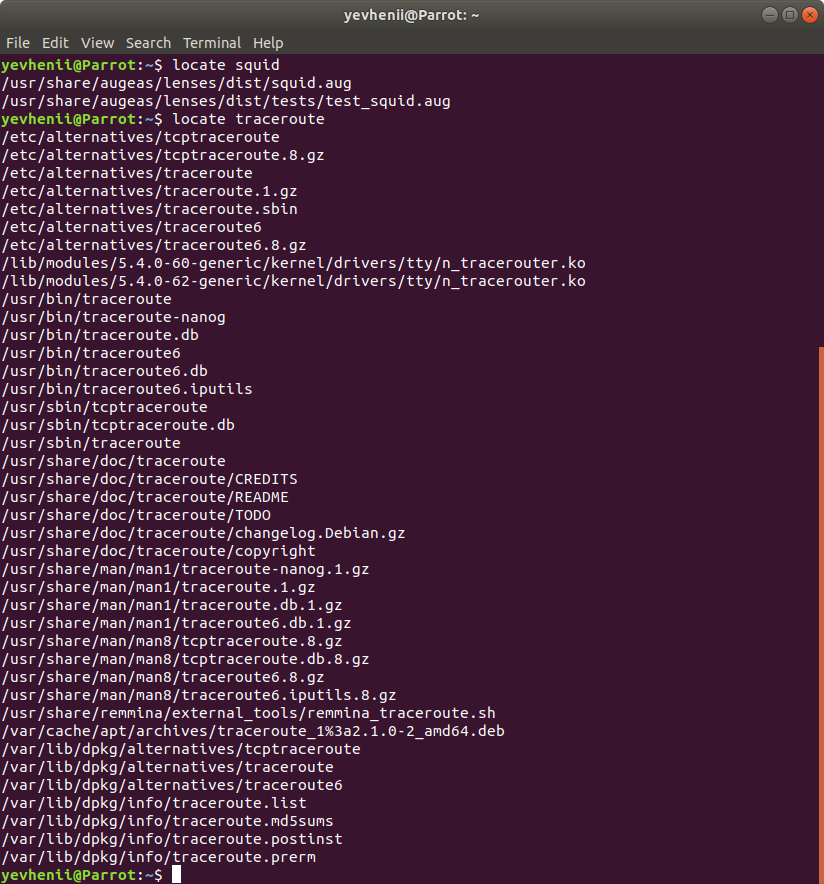 yevhenii@Parrot: ~
File Edit View Search Terminal Help
yevhenii@Parrot:~$ locate squid
/usr/share/augeas/lenses/dist/squid.aug
/usr/share/augeas/lenses/dist/tests/test_squid.aug
yevhenii@Parrot:~$ locate traceroute
/etc/alternatives/tcptraceroute
/etc/alternatives/tcptraceroute.8.gz
/etc/alternatives/traceroute
/etc/alternatives/traceroute.1.gz
/etc/alternatives/traceroute.sbin
/etc/alternatives/traceroute6
/etc/alternatives/traceroute6.8.gz
/lib/modules/5.4.0-60-generic/kernel/drivers/tty/n_tracerouter.ko
/lib/modules/5.4.0-62-generic/kernel/drivers/tty/n_tracerouter.ko
/usr/bin/traceroute
/usr/bin/traceroute-nanog
/usr/bin/traceroute.db
/usr/bin/traceroute6
/usr/bin/traceroute6.db
/usr/bin/traceroute6.iputils
/usr/sbin/tcptraceroute
/usr/sbin/tcptraceroute.db
/usr/sbin/traceroute
/usr/share/doc/traceroute
/usr/share/doc/traceroute/CREDITS
/usr/share/doc/traceroute/README
/usr/share/doc/traceroute/TODO
/usr/share/doc/traceroute/changelog.Debian.gz
/usr/share/doc/traceroute/copyright
/usr/share/man/man1/traceroute-nanog.1.gz
/usr/share/man/man1/traceroute.1.gz
/usr/share/man/man1/traceroute.db.1.gz
/usr/share/man/man1/traceroute6.db.1.gz
/usr/share/man/man8/tcptraceroute.8.gz
/usr/share/man/man8/tcptraceroute.db.8.gz
/usr/share/man/man8/traceroute6.8.gz
/usr/share/man/man8/traceroute6.iputils.8.gz
/usr/share/remmina/external_tools/remmina_traceroute.sh
/var/cache/apt/archives/traceroute_1%3a2.1.0-2_amd64.deb
/var/lib/dpkg/alternatives/tcptraceroute
/var/lib/dpkg/alternatives/traceroute
/var/lib/dpkg/alternatives/traceroute6
/var/lib/dpkg/info/traceroute.list
/var/lib/dpkg/info/traceroute.md5sums
/var/lib/dpkg/info/traceroute.postinst
/var/lib/dpkg/info/traceroute.prerm
yevhenii@Parrot:~$